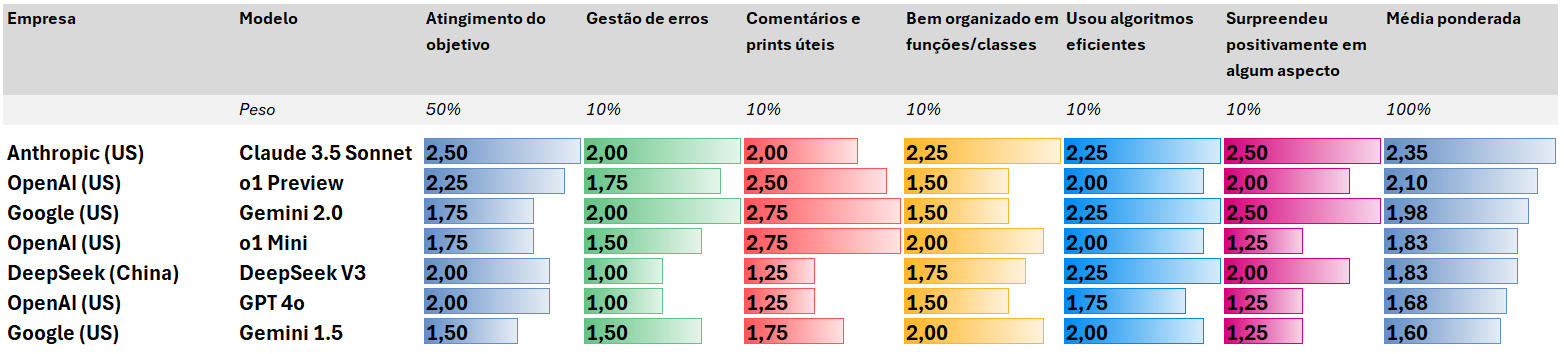 Empresa Modelo Atingimento do objetivo Gestão de erros Comentários e prints úteis Bem organizado em funções/classes Usou algoritmos eficientes Surpreendeu positivamente em algum aspecto Média ponderada
Peso 50% 10% 10% 10% 10% 10% 100%
Anthropic (US) Claude 3.5 Sonnet 2,50 2,00 2,00 2,25 2,25 2,50 2,35
OpenAI (US) o1 Preview 2,25 1,75 2,50 1,50 2,00 2,00 2,10
Google (US) Gemini 2.0 1,75 2,00 2,75 1,50 2,25 2,50 1,98
OpenAI (US) o1 Mini 1,75 1,50 2,75 2,00 2,00 1,25 1,83
DeepSeek (China) DeepSeek V3 2,00 1,00 1,25 1,75 2,25 2,00 1,83
OpenAI (US) GPT 4o 2,00 1,00 1,25 1,50 1,75 1,25 1,68
Google (US) Gemini 1.5 1,50 1,50 1,75 2,00 2,00 1,25 1,60